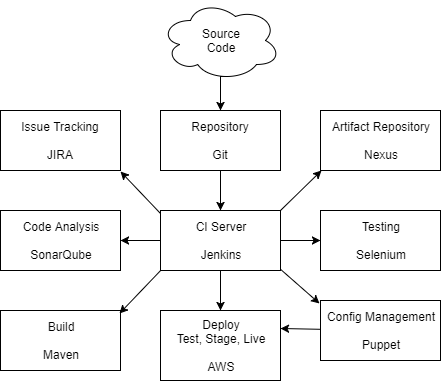 Source
Code
Issue Tracking
JIRA
Repository
Git
Artifact Repository
Nexus
Code Analysis
SonarQube
CI Server
Jenkins
Testing
Selenium
Build
Maven
Deploy
Test, Stage, Live
AWS
Config Management
Puppet